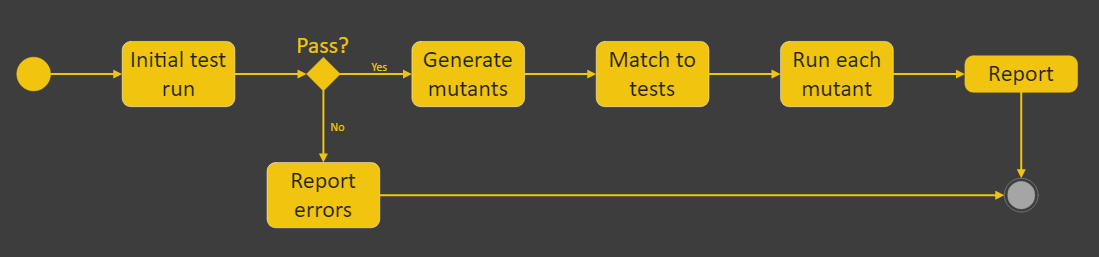 Initial test
run
Pass?
Yes
Generate
mutants
Match to
tests
Run each
mutant
Report
No
Report
errors